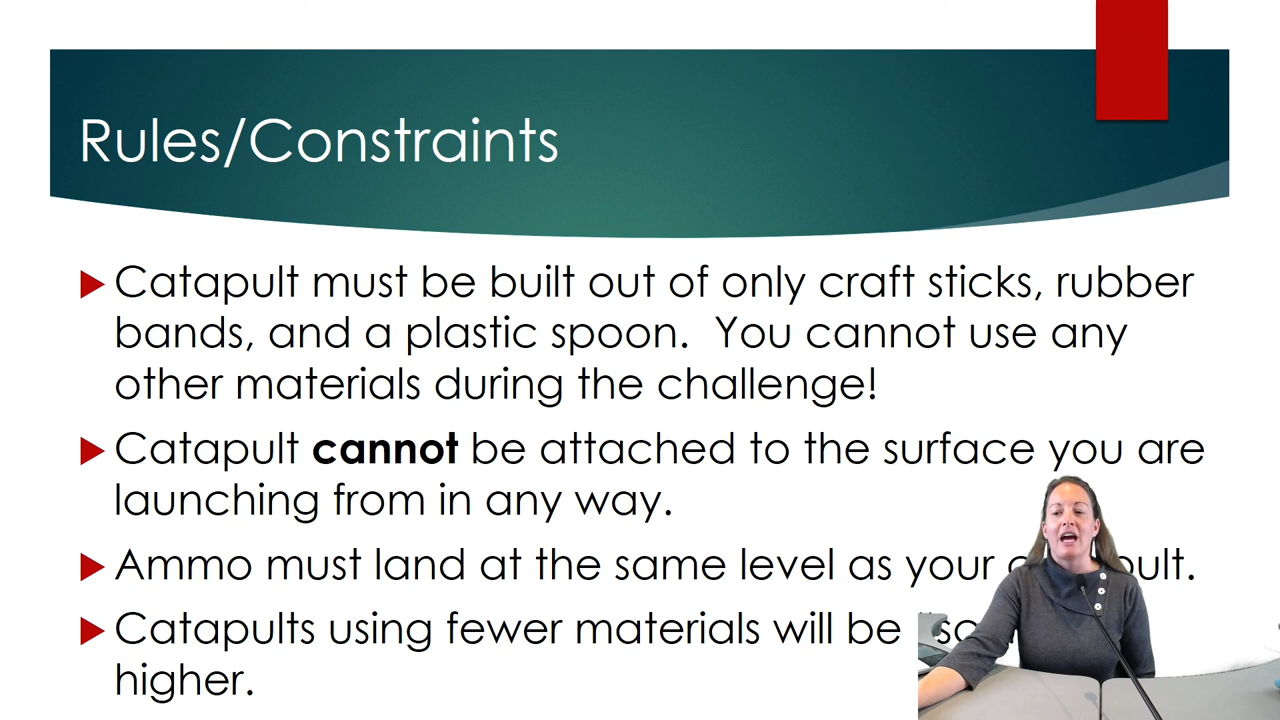 Rules/Constraints
Catapult must be built out of only craft sticks, rubber
bands, and a plastic spoon. You cannot use any
other materials during the challenge!
Catapult cannot be attached to the surface you are
launching from in any way.
Ammo must land at the same level as your
Catapults using fewer materials will be
higher.